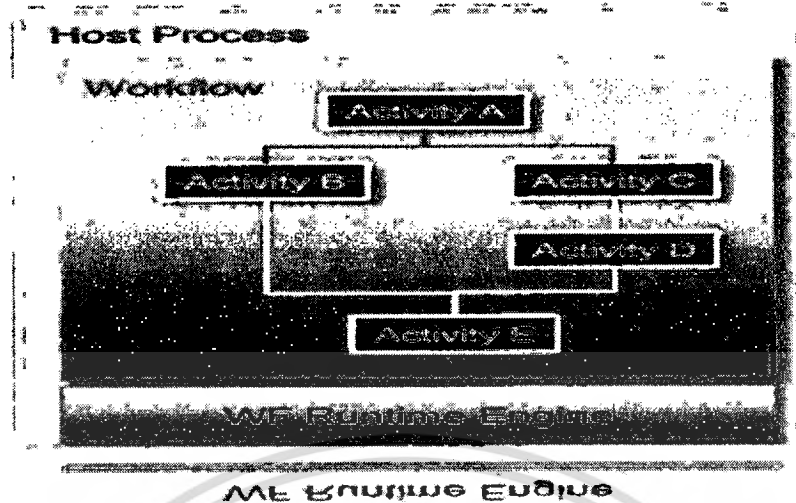 Host Process
Workflow
Activity A
Activity B
Activity C
Activity D
Activity E
WF Runtime Engine
WF Runtime Engine